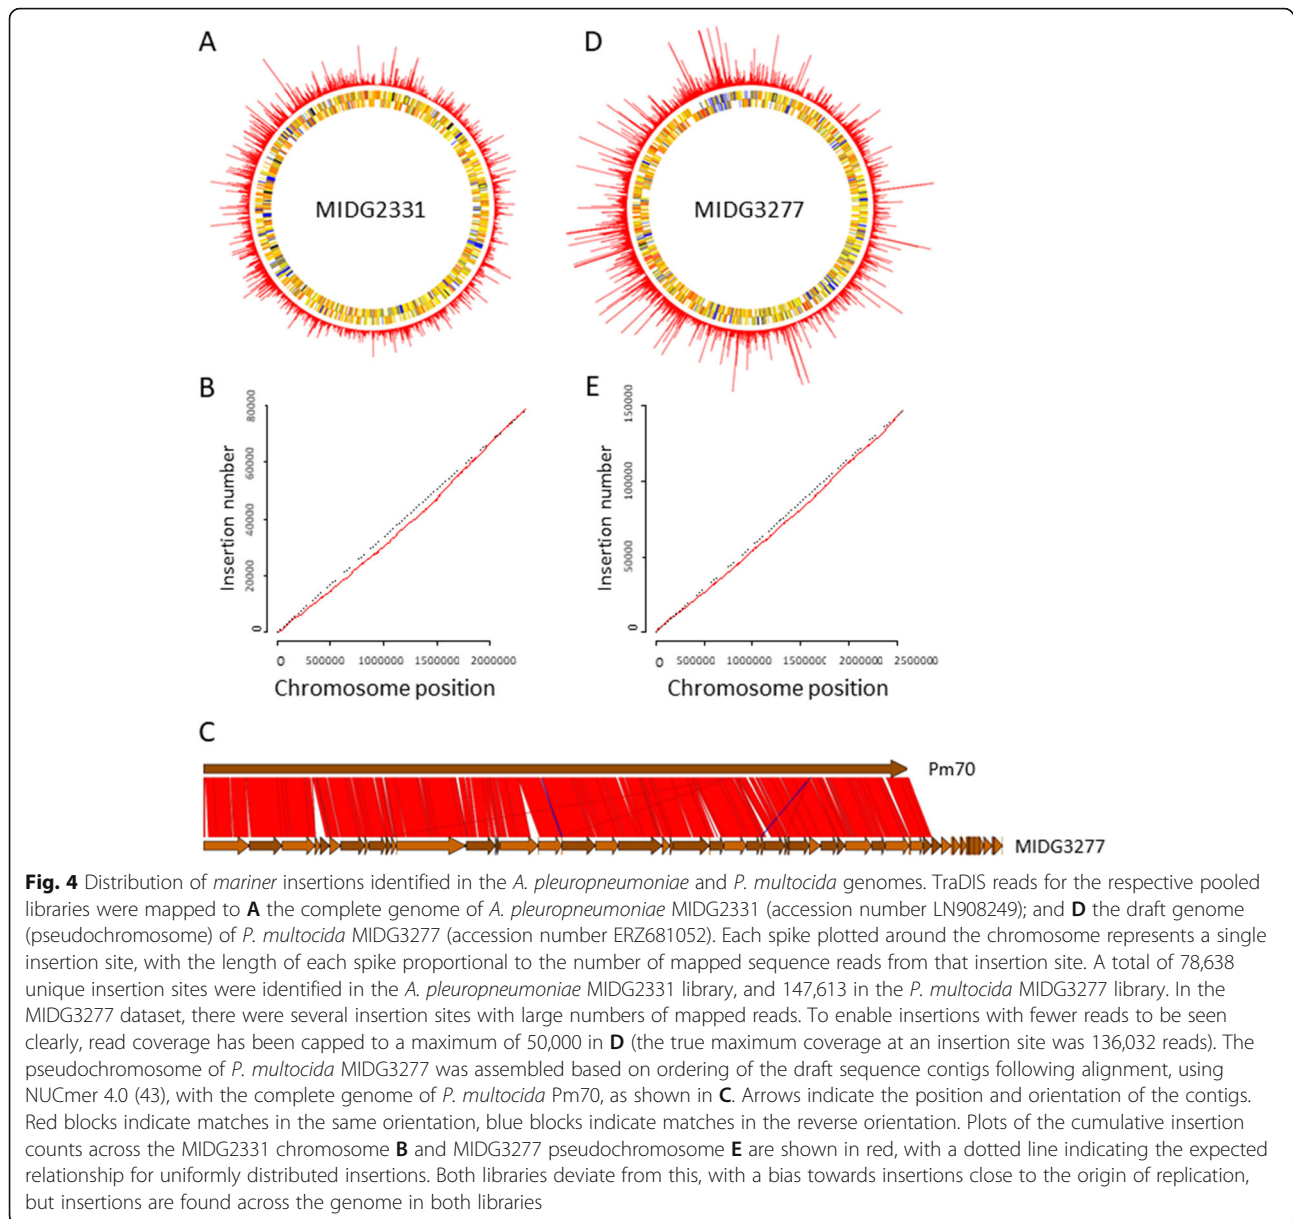 A
D
MIDG2331
MIDG3277
B
E
Insertion number
0
20000
40000
60000
80000
0
500000
1000000
1500000
2000000
Chromosome position
Insertion number
0
50000
100000
150000
0
500000
1000000
1500000
2000000
2500000
Chromosome position
C
Pm70
MIDG3277
Fig. 4 Distribution of mariner insertions identified in the A. pleuropneumoniae and P. multocida genomes. TraDIS reads for the respective pooled
libraries were mapped to A the complete genome of A. pleuropneumoniae MIDG2331 (accession number LN908249); and D the draft genome
(pseudochromosome) of P. multocida MIDG3277 (accession number ERZ681052). Each spike plotted around the chromosome represents a single
insertion site, with the length of each spike proportional to the number of mapped sequence reads from that insertion site. A total of 78,638
unique insertion sites were identified in the A. pleuropneumoniae MIDG2331 library, and 147,613 in the P. multocida MIDG3277 library. In the
MIDG3277 dataset, there were several insertion sites with large numbers of mapped reads. To enable insertions with fewer reads to be seen
clearly, read coverage has been capped to a maximum of 50,000 in D (the true maximum coverage at an insertion site was 136,032 reads). The
pseudochromosome of P. multocida MIDG3277 was assembled based on ordering of the draft sequence contigs following alignment, using
NUCmer 4.0 (43), with the complete genome of P. multocida Pm70, as shown in C. Arrows indicate the position and orientation of the contigs.
Red blocks indicate matches in the same orientation, blue blocks indicate matches in the reverse orientation. Plots of the cumulative insertion
counts across the MIDG2331 chromosome B and MIDG3277 pseudochromosome E are shown in red, with a dotted line indicating the expected
relationship for uniformly distributed insertions. Both libraries deviate from this, with a bias towards insertions close to the origin of replication,
but insertions are found across the genome in both libraries